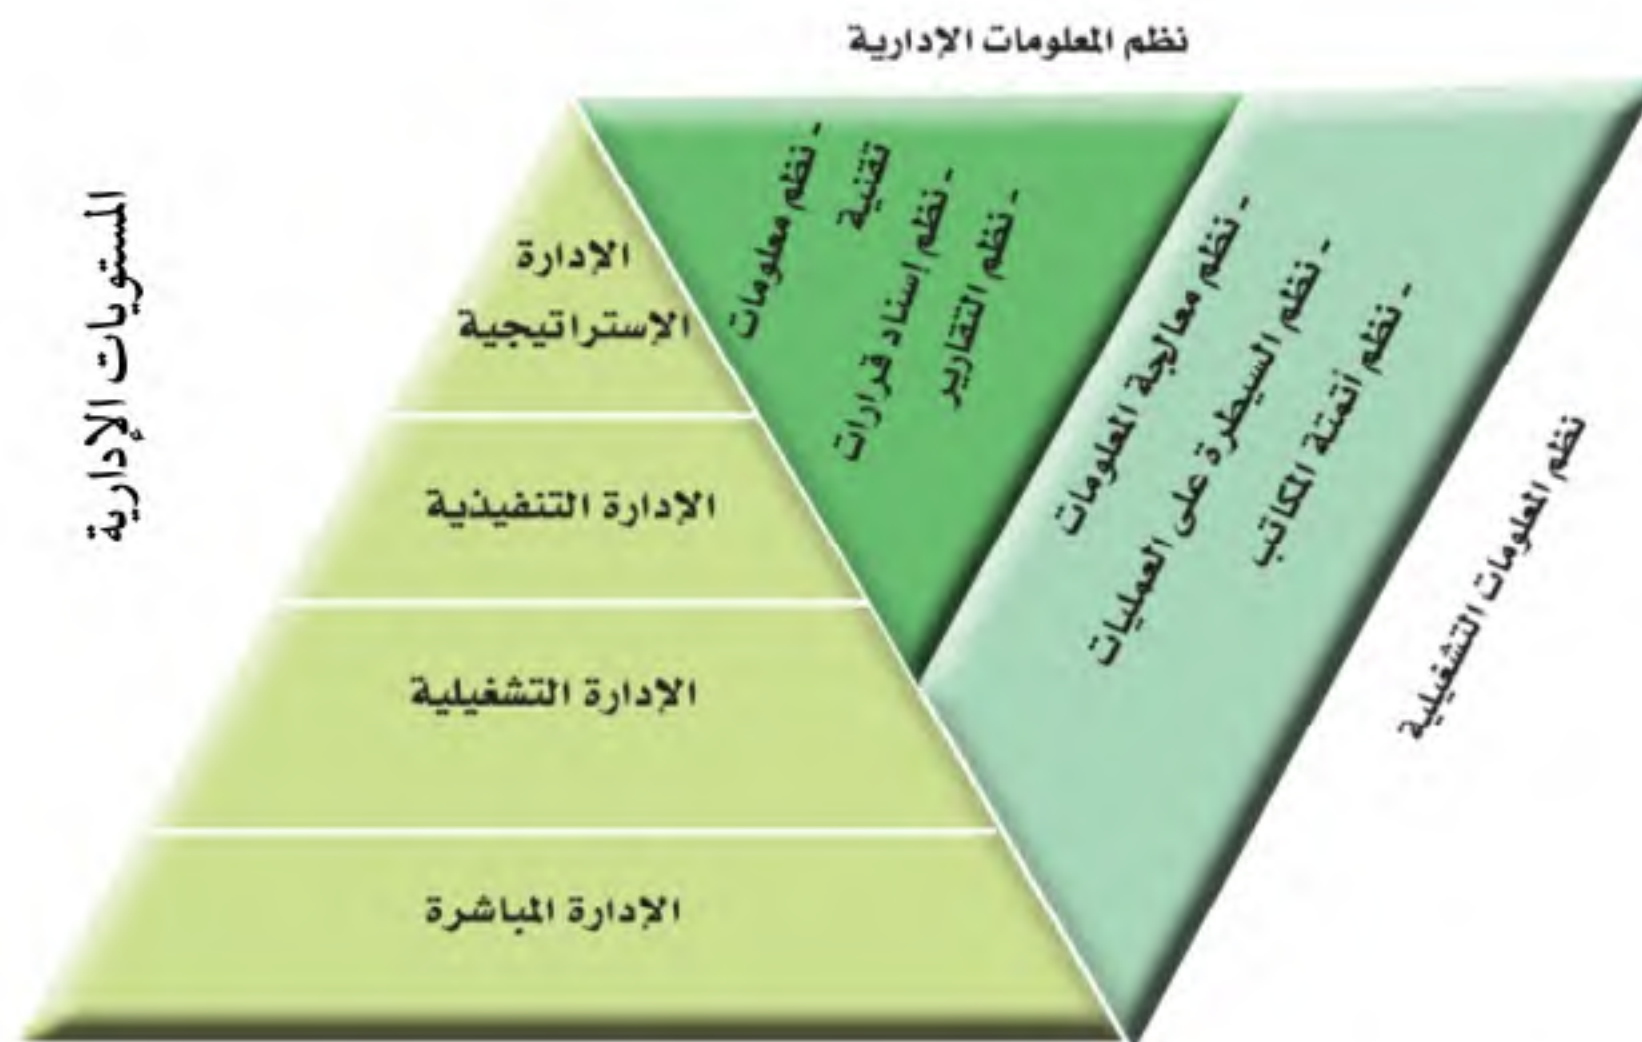 نظم المعلومات الإدارية
المستويات الإدارية
الإدارة
الإستراتيجية
الإدارة التنفيذية
الإدارة التشغيلية
الإدارة المباشرة
- نظم معلومات
تقنية
- نظم إسناد قرارات
- نظم التقارير
- نظم معالجة المعلومات
- نظم السيطرة على العمليات
- نظم أتمتة المكاتب
نظم المعلومات التشغيلية